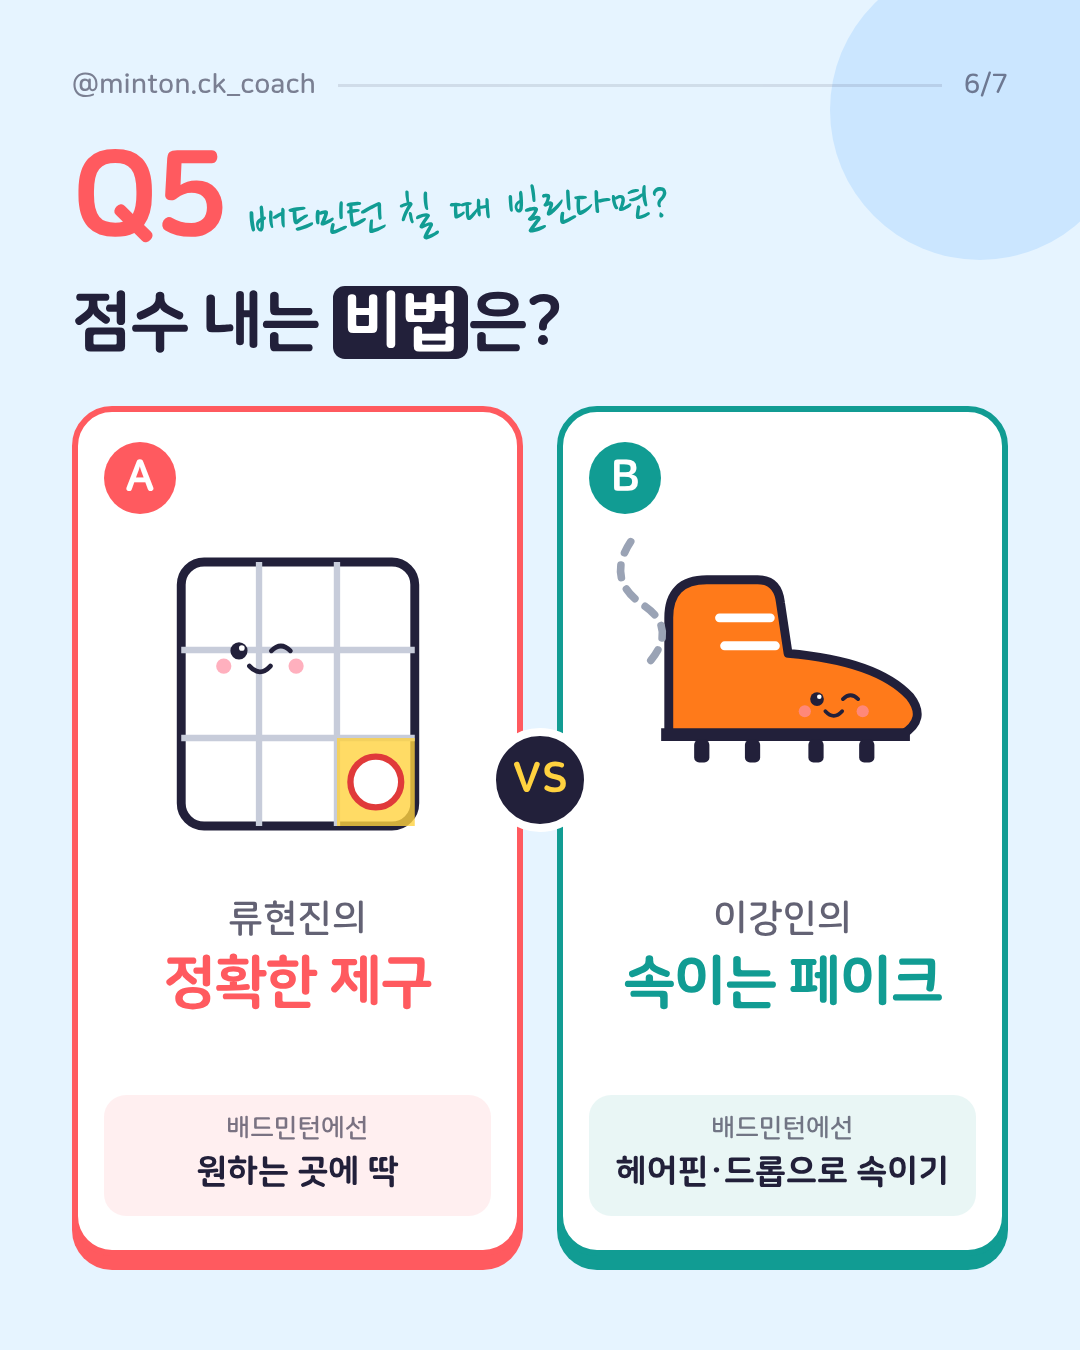 @minton.ck_coach
6/7
Q5 배드민턴 칠 때 빌린다면?
점수 내는 비법은?
A
B
VS
류현진의
정확한 제구
이강인의
속이는 페이크
배드민턴에선
원하는 곳에 딱
배드민턴에선
헤어핀·드롭으로 속이기